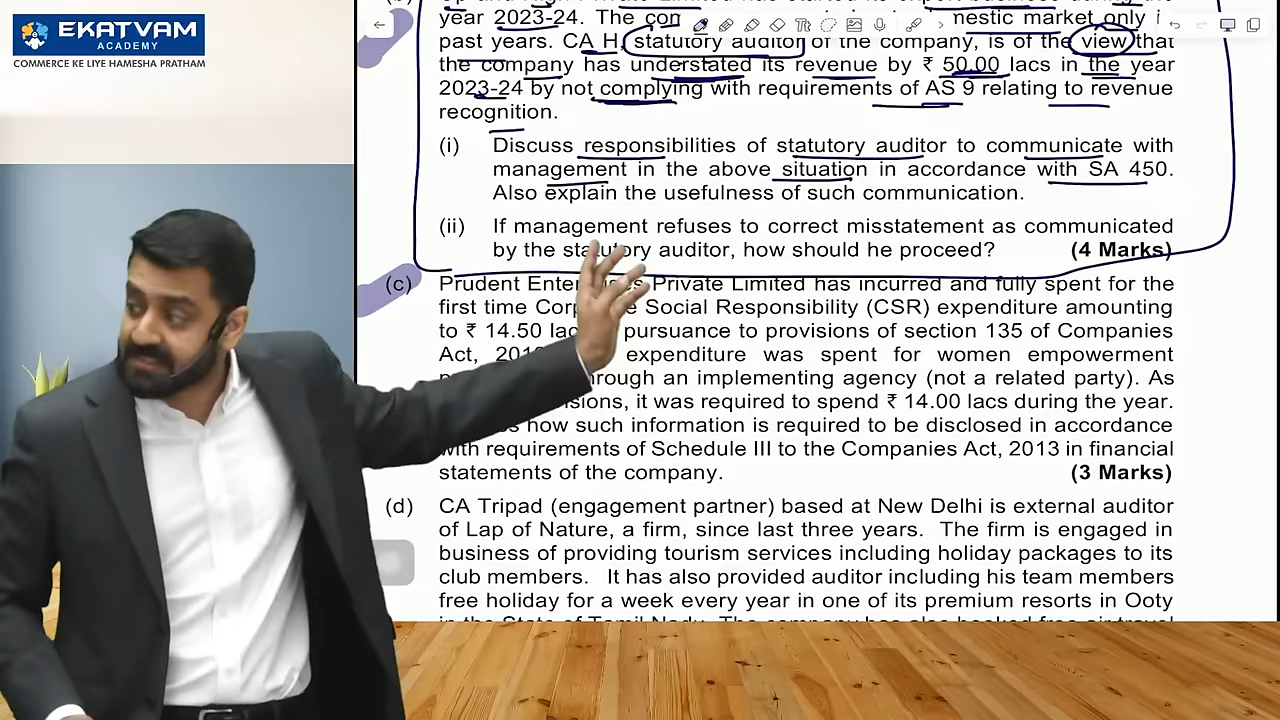 EKATVAM
ACADEMY
COMMERCE KE LIYE HAMESHA PRATHAM
year 2023-24. The mestic market only
past years. CA H, statutory auditor of the company, is of the view that
the company has understated its revenue by ₹ 50.00 lacs in the year
2023-24 by not complying with requirements of AS 9 relating to revenue
recognition.
(i) Discuss responsibilities of statutory auditor to communicate with
management in the above situation in accordance with SA 450.
Also explain the usefulness of such communication.
(ii) If management refuses to correct misstatement as communicated
by the statutory auditor, how should he proceed? (4 Marks)
(c) Prudent Private Limited has incurred and fully spent for the
first time Social Responsibility (CSR) expenditure amounting
to ₹ 14.50 pursuance to provisions of section 135 of Companies
Act, expenditure was spent for women empowerment
through an implementing agency (not a related party). As
it was required to spend ₹ 14.00 lacs during the year.
how such information is required to be disclosed in accordance
with requirements of Schedule III to the Companies Act, 2013 in financial
statements of the company. (3 Marks)
(d) CA Tripad (engagement partner) based at New Delhi is external auditor
of Lap of Nature, a firm, since last three years. The firm is engaged in
business of providing tourism services including holiday packages to its
club members. It has also provided auditor including his team members
free holiday for a week every year in one of its premium resorts in Ooty